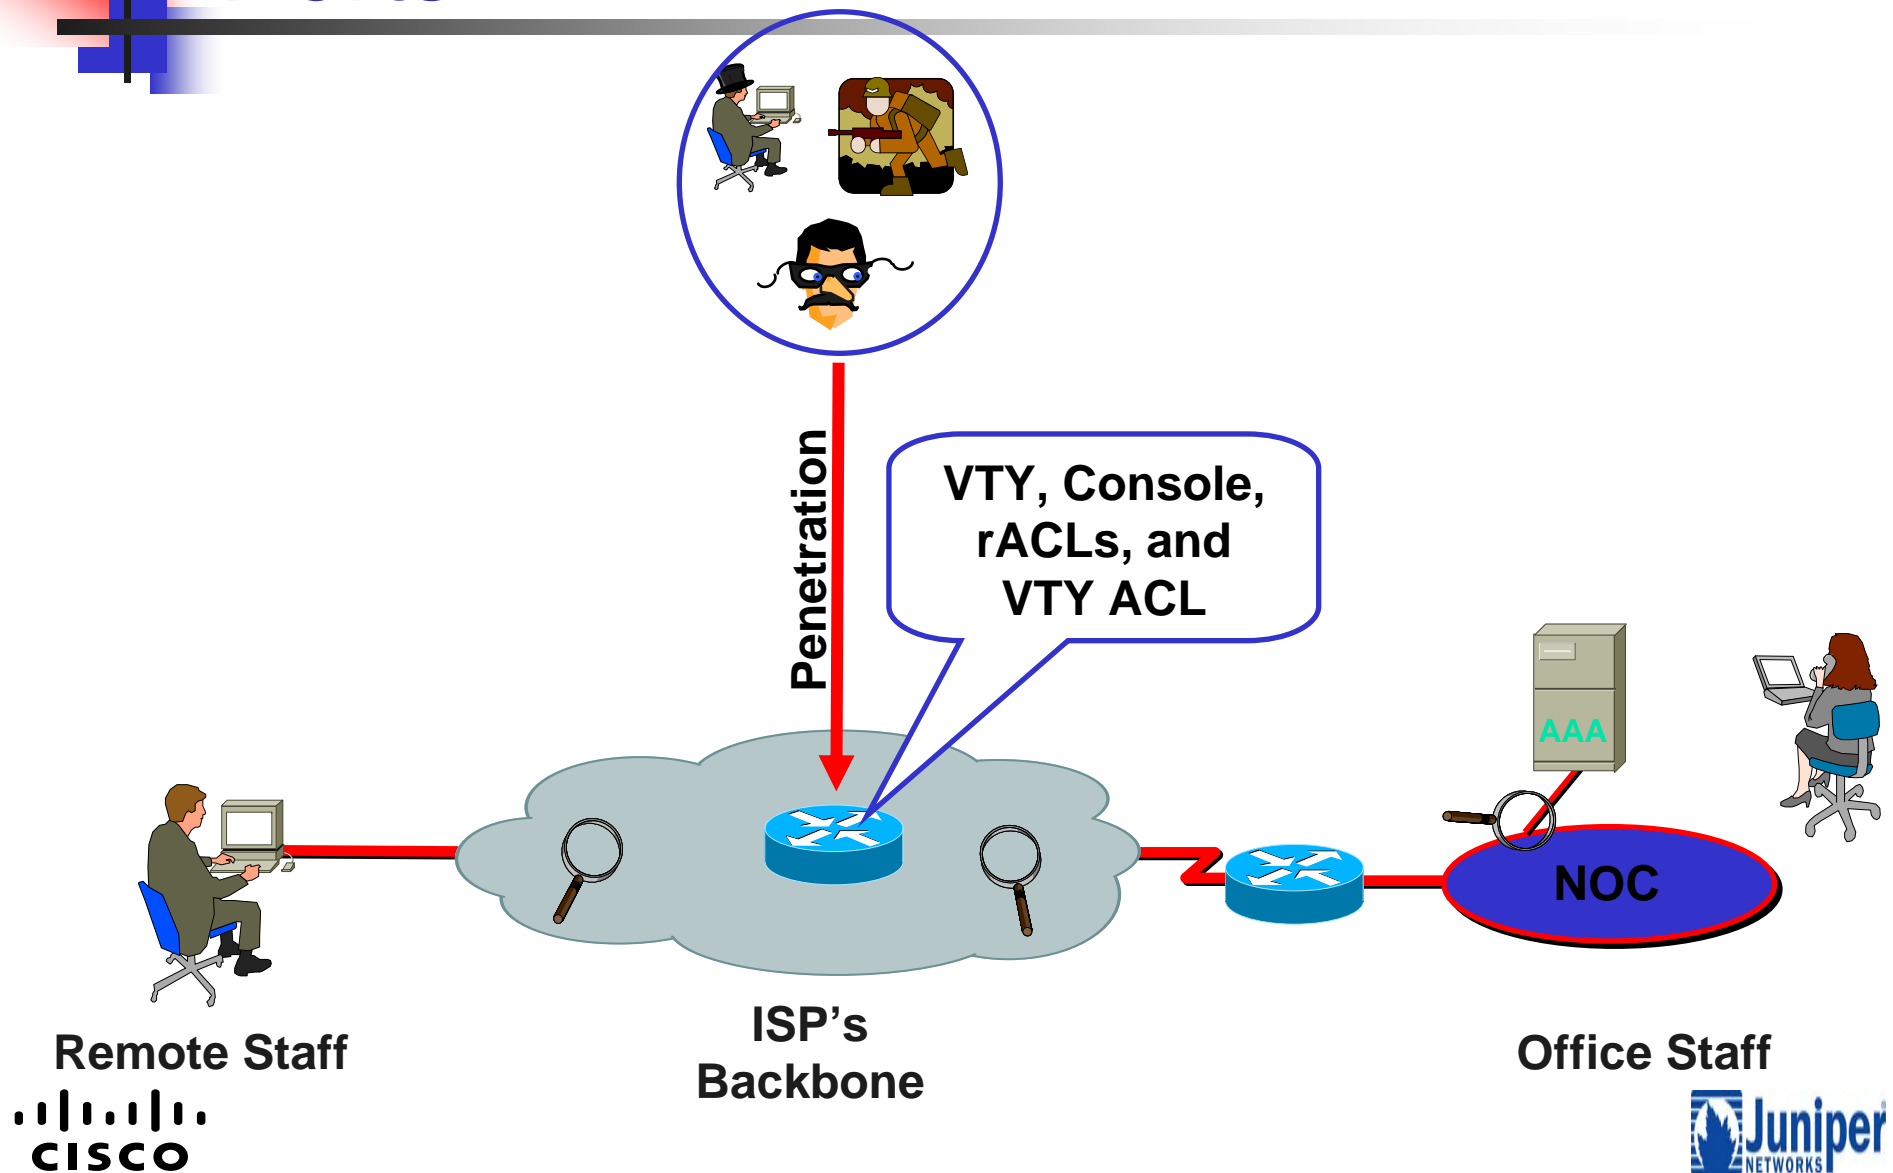 Penetration
VTY, Console,
rACLs, and
VTY ACL
AAA
NOC
Remote Staff
ISP’s
Backbone
Office Staff
CISCO
Juniper
NETWORKS